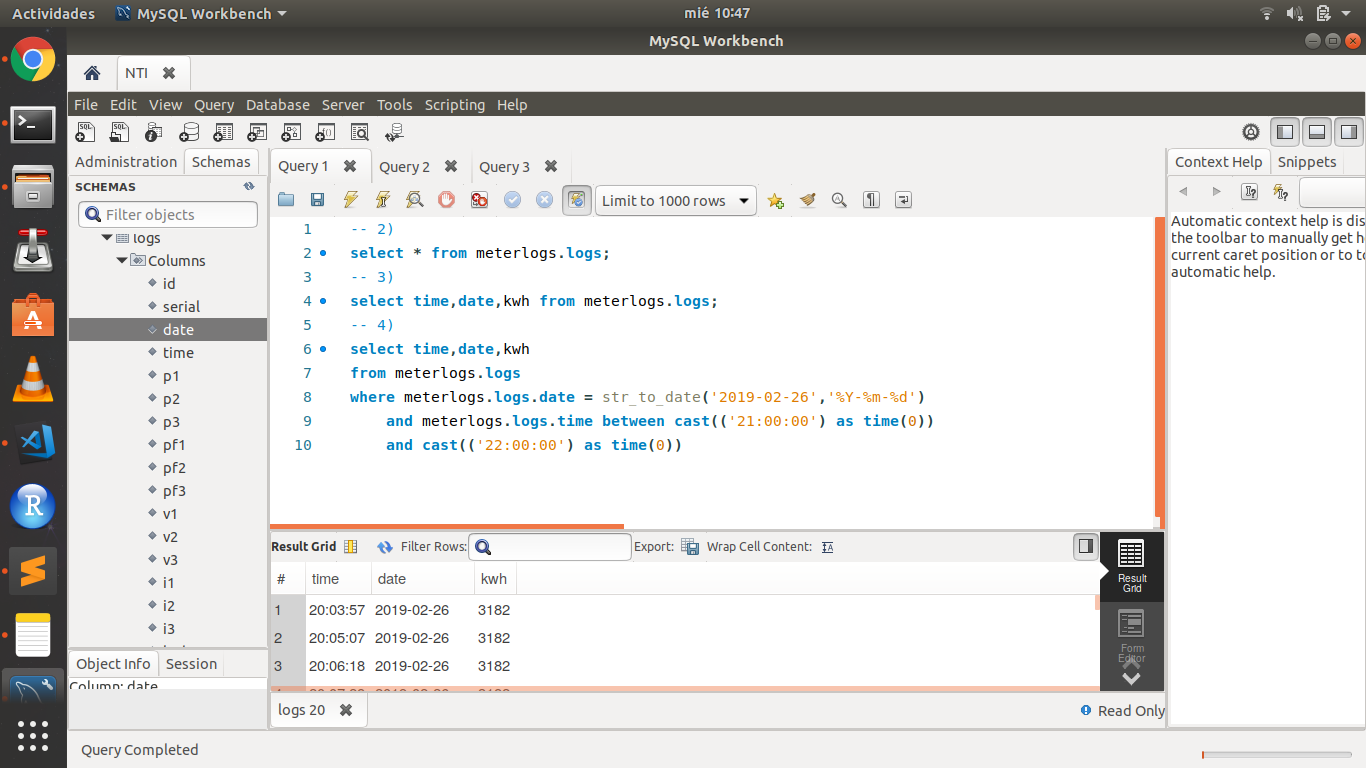 Actividades MySQL Workbench mié 10:47
MySQL Workbench
NTI
File Edit View Query Database Server Tools Scripting Help
Administration Schemas
SCHEMAS
Filter objects
logs
Columns
id
serial
date
time
p1
p2
p3
pf1
pf2
pf3
v1
v2
v3
i1
i2
i3
Object Info Session
Column: date
Query 1 Query 2 Query 3
Limit to 1000 rows
1 -- 2)
2 select * from meterlogs.logs;
3 -- 3)
4 select time,date,kwh from meterlogs.logs;
5 -- 4)
6 select time,date,kwh
7 from meterlogs.logs
8 where meterlogs.logs.date = str_to_date('2019-02-26','%Y-%m-%d')
9 and meterlogs.logs.time between cast(('21:00:00') as time(0))
10 and cast(('22:00:00') as time(0))
Result Grid Filter Rows: Export: Wrap Cell Content:
# time date kwh
1 20:03:57 2019-02-26 3182
2 20:05:07 2019-02-26 3182
3 20:06:18 2019-02-26 3182
Result
Grid
Form
Editor
logs 20
Read Only
Context Help Snippets
Automatic context help is dis
the toolbar to manually get h
current caret position or to to
automatic help.
Query Completed